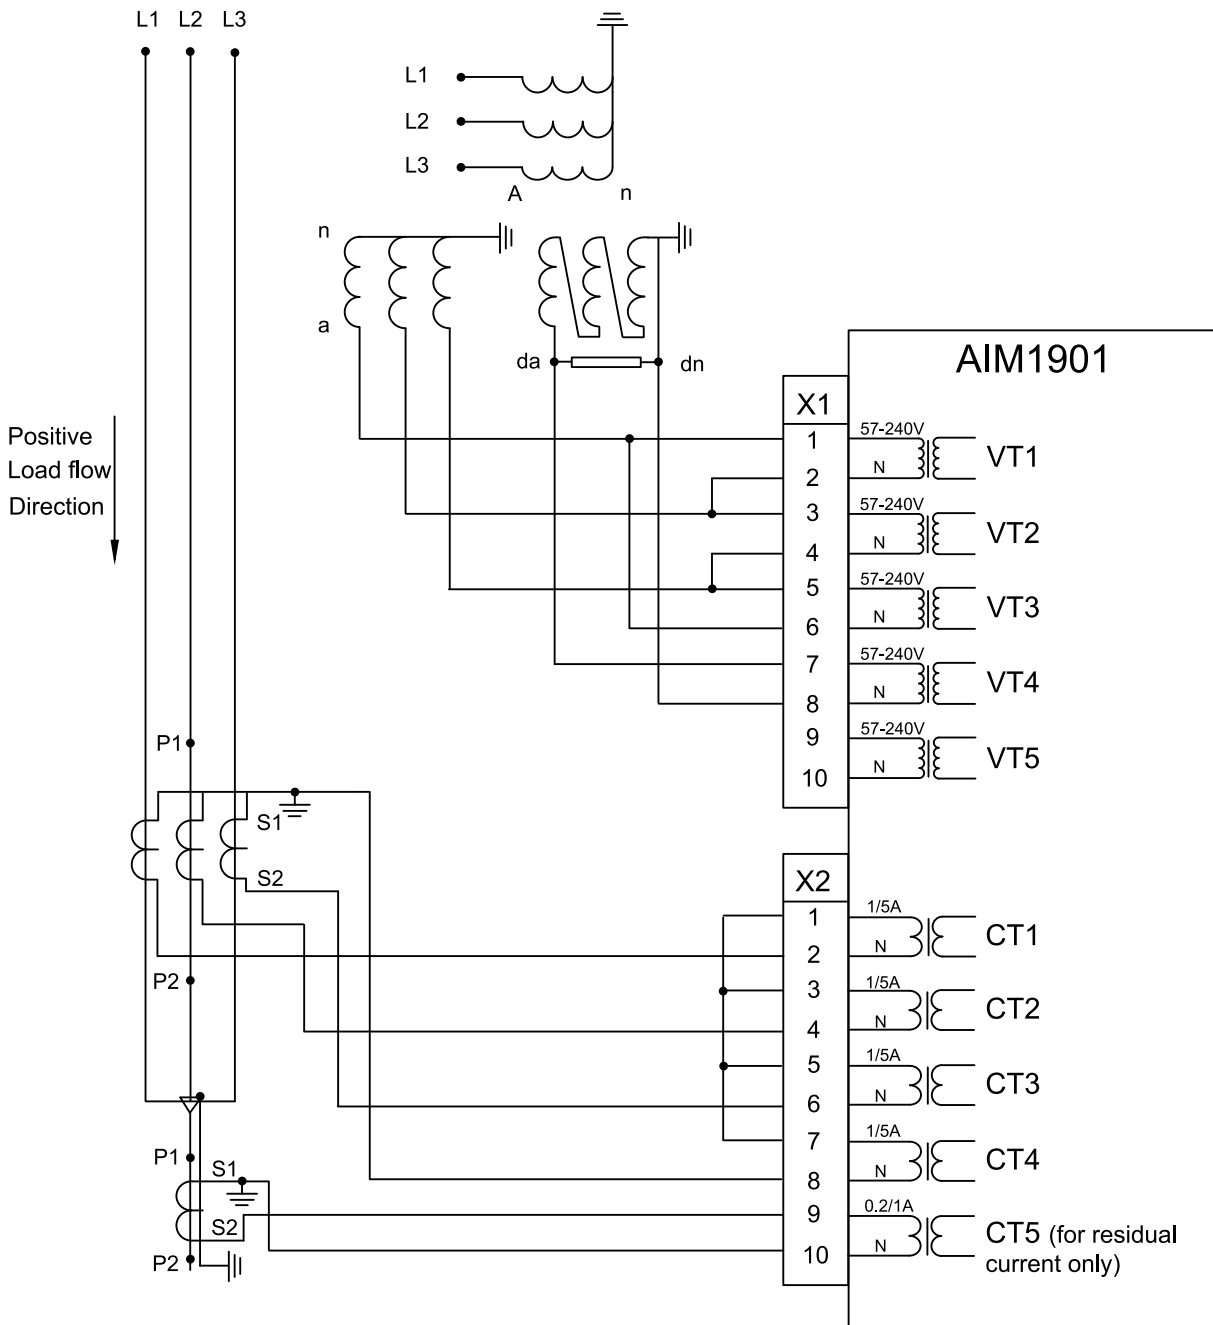 L1 L2 L3
L1
L2
L3
A n
n
a
da dn
Positive
Load flow
Direction
AIM1901
X1
1 57-240V
2 N
VT1
3 57-240V
4 N
VT2
5 57-240V
6 N
VT3
7 57-240V
8 N
VT4
9 57-240V
10 N
VT5
P1
S1
S2
P2
X2
1 1/5A
2 N
CT1
3 1/5A
4 N
CT2
5 1/5A
6 N
CT3
7 1/5A
8 N
CT4
9 0.2/1A
10 N
CT5 (for residual
current only)
P1
S1
S2
P2